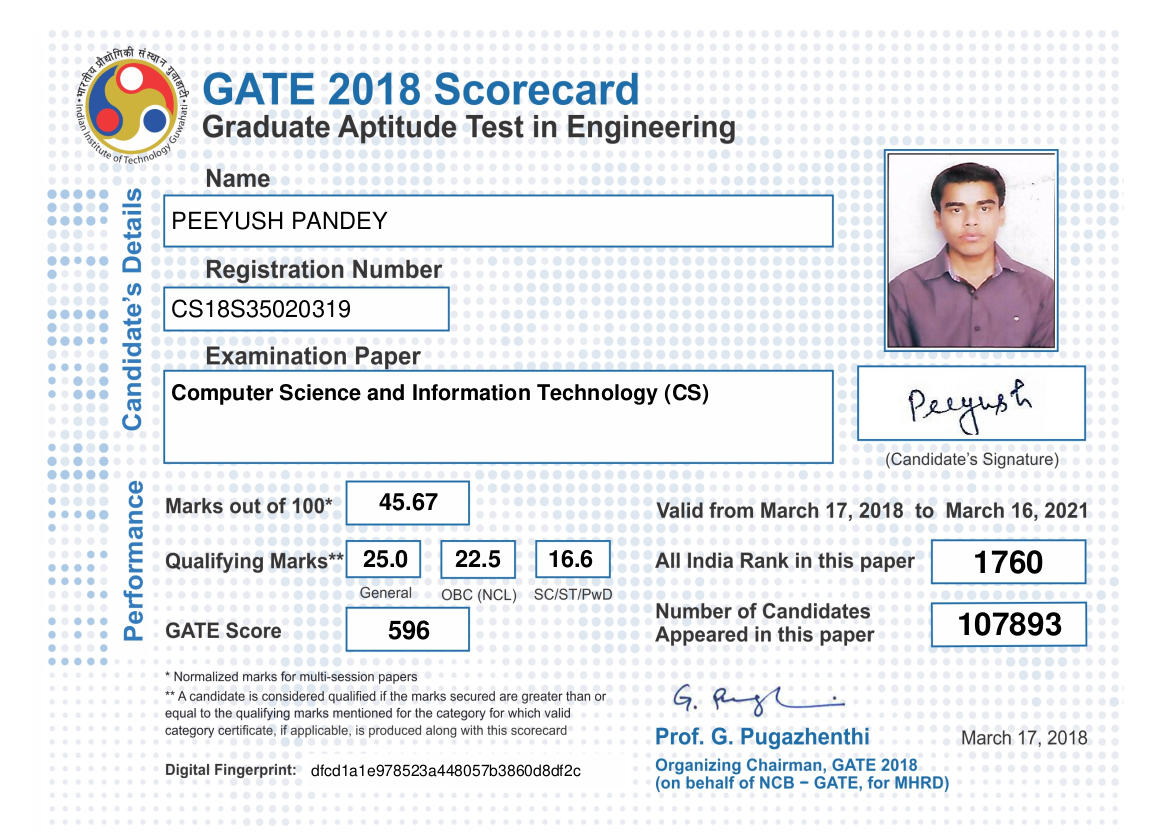 भारतीय प्रौद्योगिकी संस्थान गुवाहाटी
Indian Institute of Technology Guwahati
GATE 2018 Scorecard
Graduate Aptitude Test in Engineering
Candidate's Details
Name
PEEYUSH PANDEY
Registration Number
CS18S35020319
Examination Paper
Computer Science and Information Technology (CS)
Peeyush
(Candidate's Signature)
Performance
Marks out of 100* 45.67
Valid from March 17, 2018 to March 16, 2021
Qualifying Marks** 25.0 22.5 16.6
General OBC (NCL) SC/ST/PwD
All India Rank in this paper 1760
GATE Score 596
Number of Candidates
Appeared in this paper 107893
* Normalized marks for multi-session papers
** A candidate is considered qualified if the marks secured are greater than or
equal to the qualifying marks mentioned for the category for which valid
category certificate, if applicable, is produced along with this scorecard
Digital Fingerprint: dfcd1a1e978523a448057b3860d8df2c
Prof. G. Pugazhenthi
March 17, 2018
Organizing Chairman, GATE 2018
(on behalf of NCB − GATE, for MHRD)